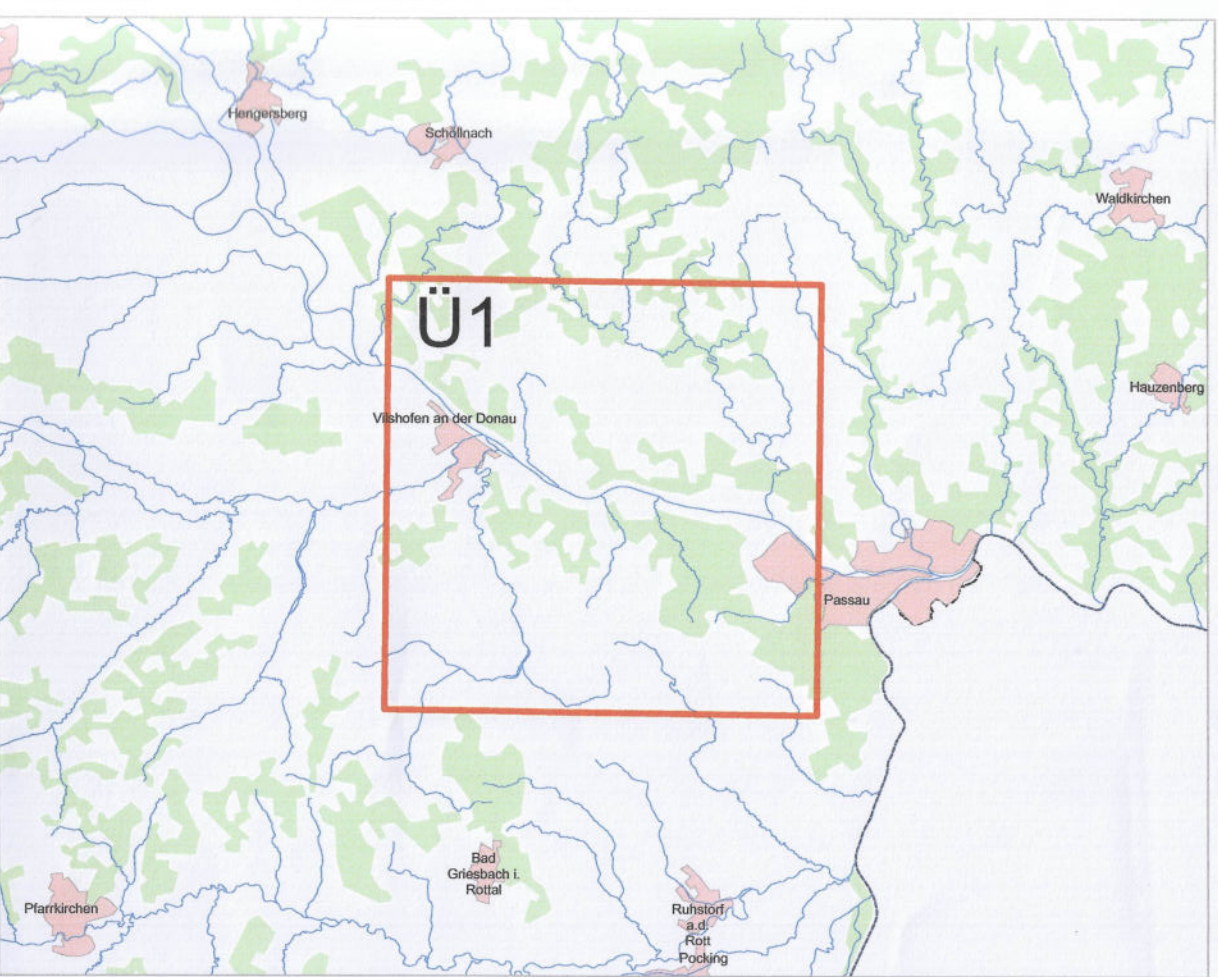 Hengersberg
Schöllnach
Waldkirchen
Ü1
Hauzenberg
Vilshofen an der Donau
Passau
Bad
Griesbach i.
Rottal
Pfarrkirchen
Ruhstorf
a.d.
Rott
Pocking